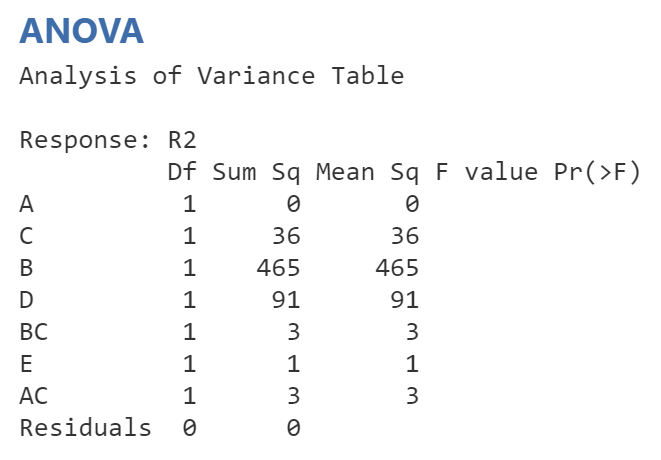 ANOVA
Analysis of Variance Table
Response: R2
Df Sum Sq Mean Sq F value Pr(>F)
A 1 0 0
C 1 36 36
B 1 465 465
D 1 91 91
BC 1 3 3
E 1 1 1
AC 1 3 3
Residuals 0 0